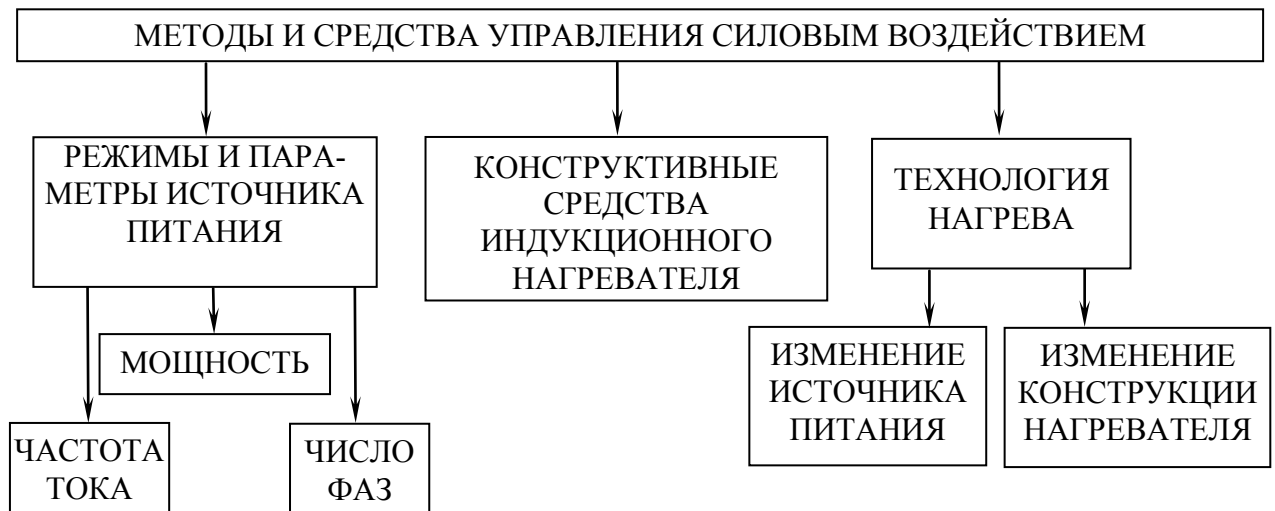 МЕТОДЫ И СРЕДСТВА УПРАВЛЕНИЯ СИЛОВЫМ ВОЗДЕЙСТВИЕМ
РЕЖИМЫ И ПАРА-
МЕТРЫ ИСТОЧНИКА
ПИТАНИЯ
КОНСТРУКТИВНЫЕ
СРЕДСТВА
ИНДУКЦИОННОГО
НАГРЕВАТЕЛЯ
ТЕХНОЛОГИЯ
НАГРЕВА
МОЩНОСТЬ
ЧАСТОТА
ТОКА
ЧИСЛО
ФАЗ
ИЗМЕНЕНИЕ
ИСТОЧНИКА
ПИТАНИЯ
ИЗМЕНЕНИЕ
КОНСТРУКЦИИ
НАГРЕВАТЕЛЯ